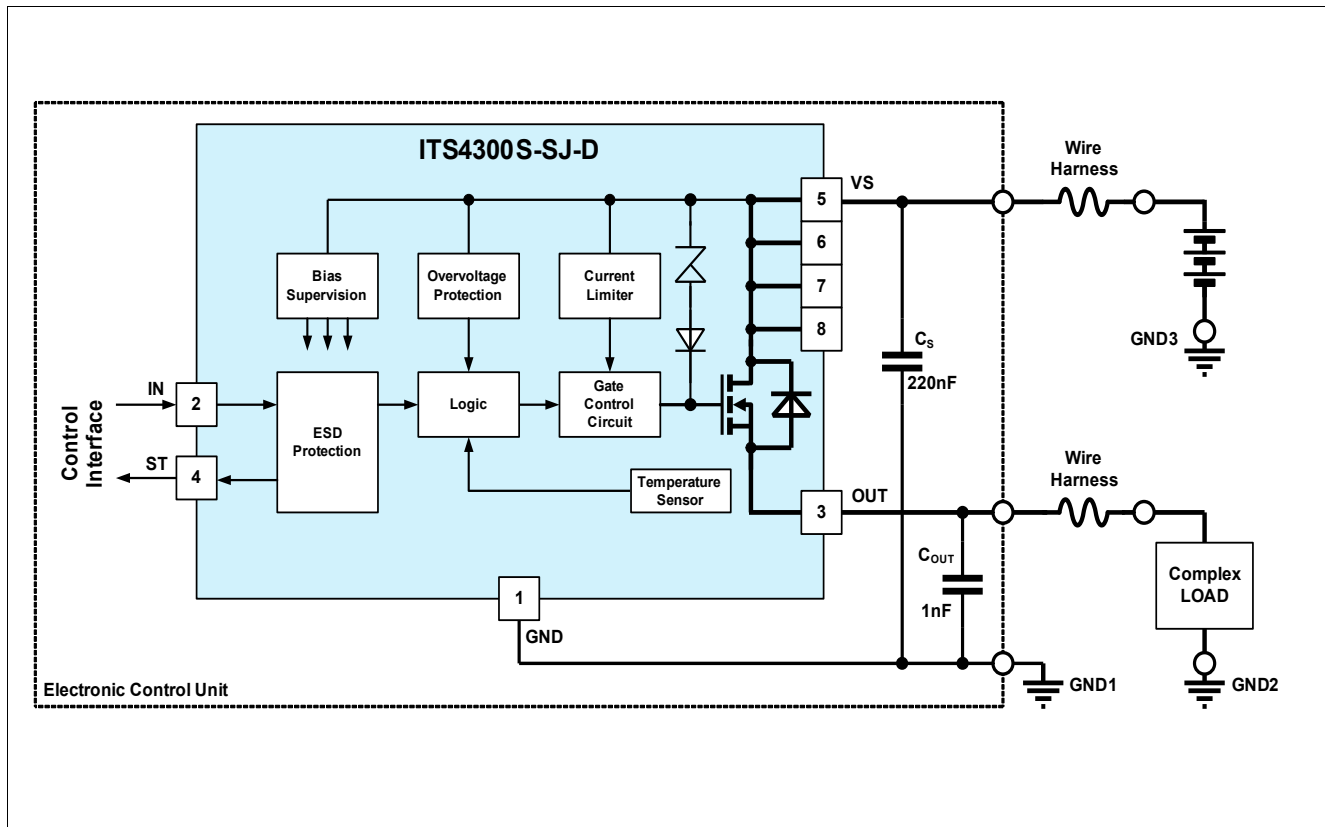 ITS4300S-SJ-D
VS
Wire
Harness
5
6
7
8
Bias
Supervision
Overvoltage
Protection
Current
Limiter
CS
220nF
GND3
Control
Interface
IN
2
ST
4
ESD
Protection
Logic
Gate
Control
Circuit
Temperature
Sensor
3
OUT
Wire
Harness
COUT
1nF
Complex
LOAD
1
GND
Electronic Control Unit
GND1
GND2